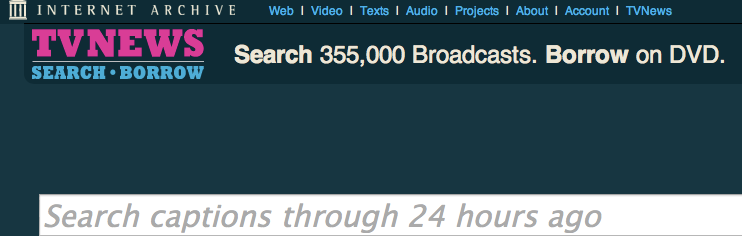 INTERNET ARCHIVE Web | Video | Texts | Audio | Projects | About | Account | TVNews
TVNEWS
SEARCH • BORROW
Search 355,000 Broadcasts. Borrow on DVD.
Search captions through 24 hours ago